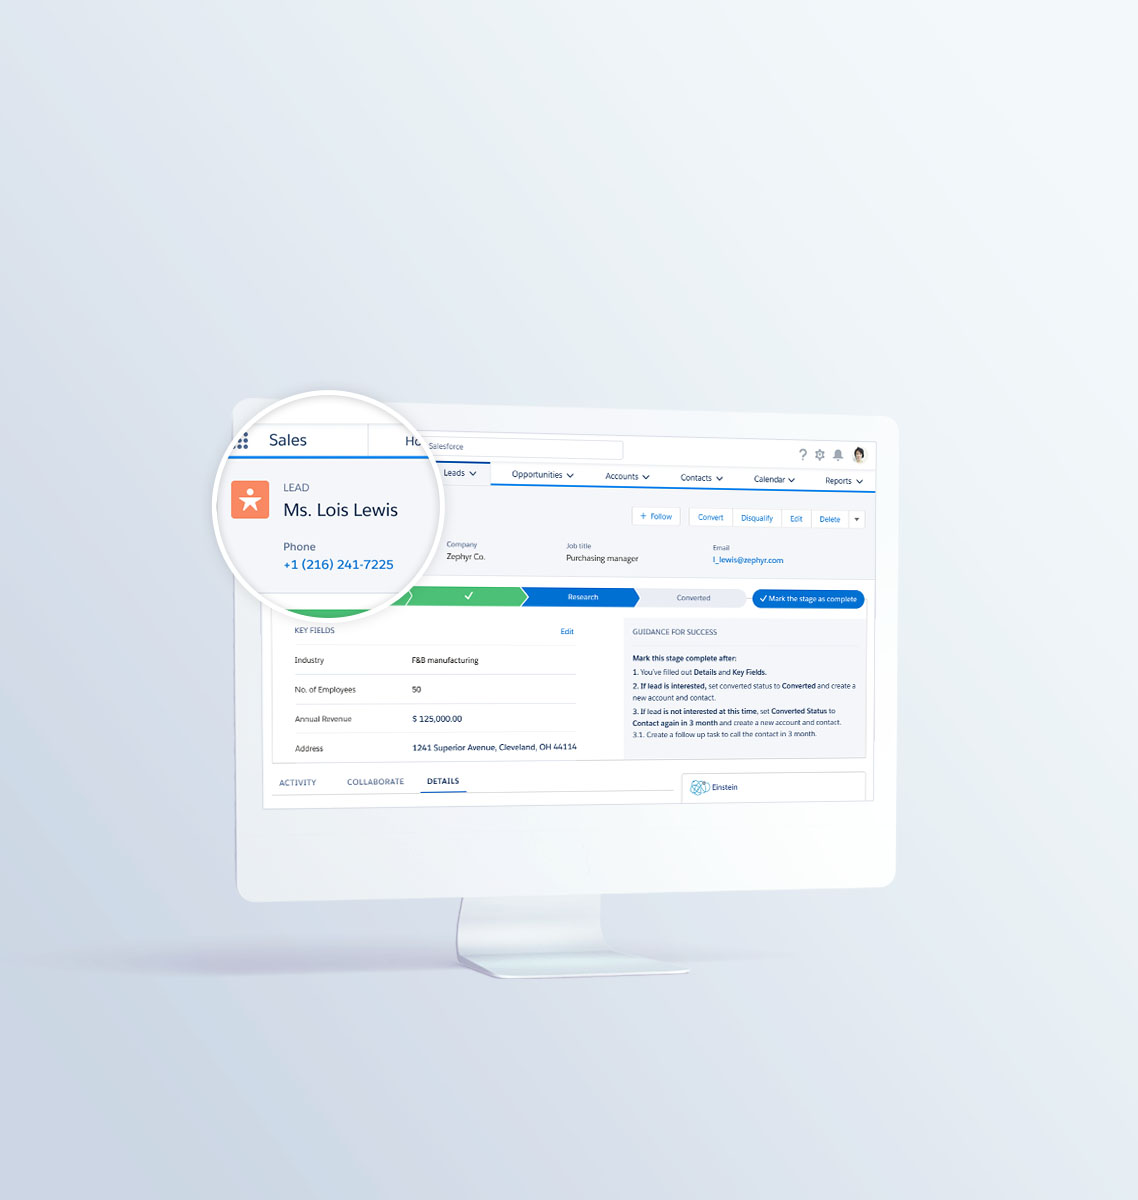 Sales
Ho
Salesforce
Leads
Opportunities
Accounts
Contacts
Calendar
Reports
LEAD
Ms. Lois Lewis
+ Follow
Convert
Disqualify
Edit
Delete
Phone
+1 (216) 241-7225
Company
Zephyr Co.
Job title
Purchasing manager
Email
l_lewis@zephyr.com
Research
Converted
Mark the stage as complete
KEY FIELDS
Edit
Industry
F&B manufacturing
No. of Employees
50
Annual Revenue
$ 125,000.00
Address
1241 Superior Avenue, Cleveland, OH 44114
GUIDANCE FOR SUCCESS
Mark this stage complete after:
1. You've filled out Details and Key Fields.
2. If lead is interested, set converted status to Converted and create a
new account and contact.
3. If lead is not interested at this time, set Converted Status to
Contact again in 3 month and create a new account and contact.
3.1. Create a follow up task to call the contact in 3 month.
ACTIVITY
COLLABORATE
DETAILS
Einstein